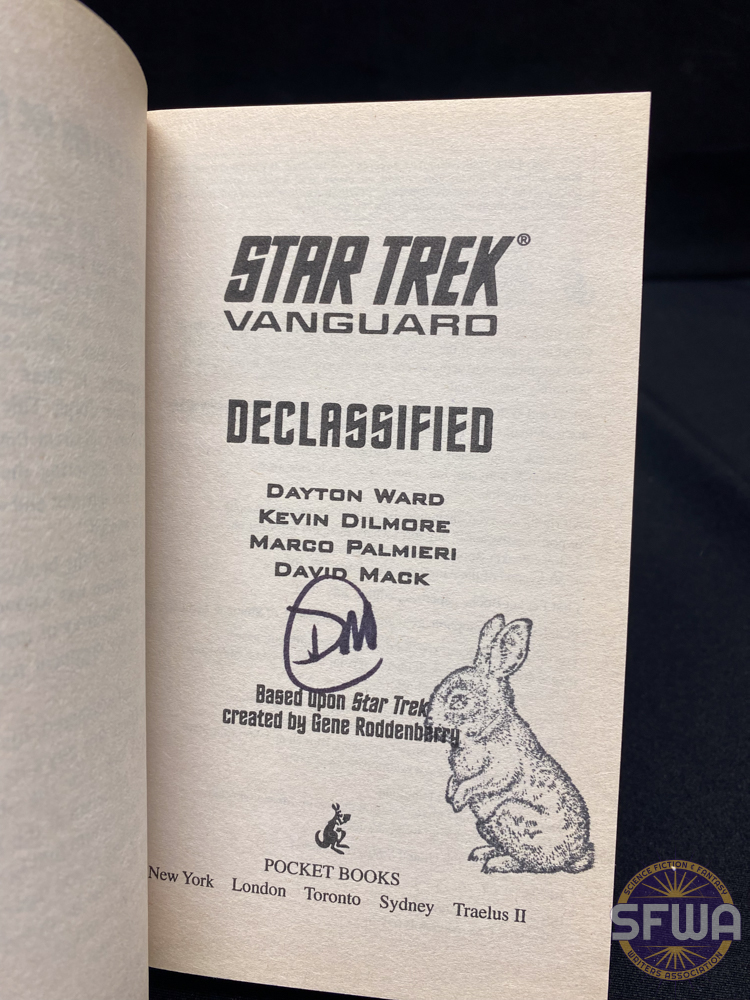 STAR TREK®
VANGUARD
DECLASSIFIED
DAYTON WARD
KEVIN DILMORE
MARCO PALMIERI
DAVID MACK
DM
Based upon Star Trek
created by Gene Roddenberry
POCKET BOOKS
New York London Toronto Sydney Traelus II
SCIENCE FICTION & FANTASY
SFWA
WRITERS ASSOCIATION